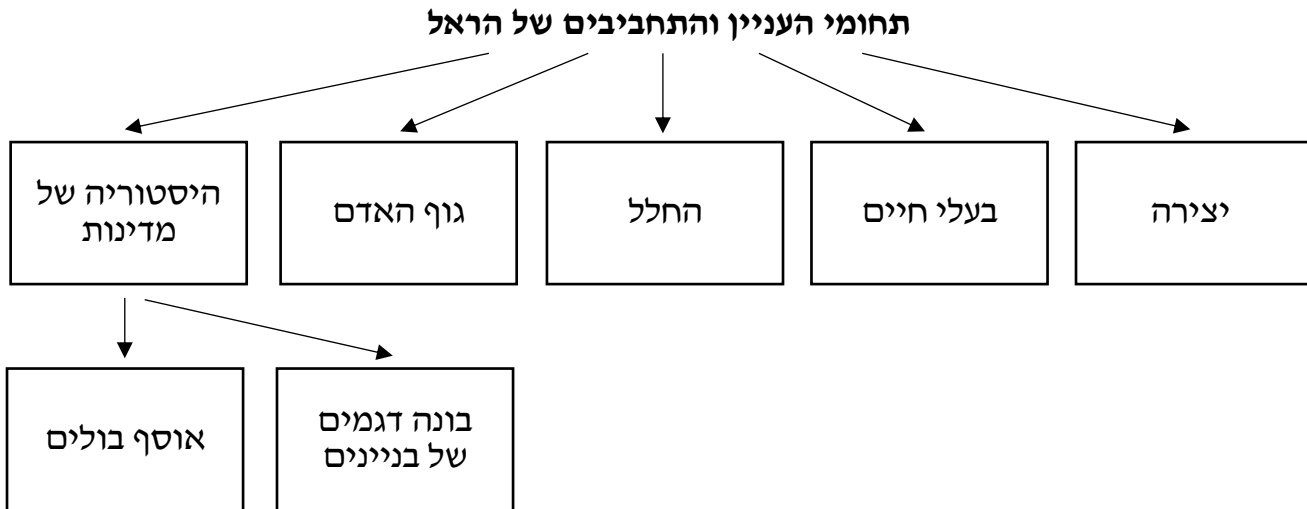 תחומי העניין והתחביבים של הראל
יצירה
בעלי חיים
החלל
גוף האדם
היסטוריה של
מדינות
בונה דגמים
של בניינים
אוסף בולים